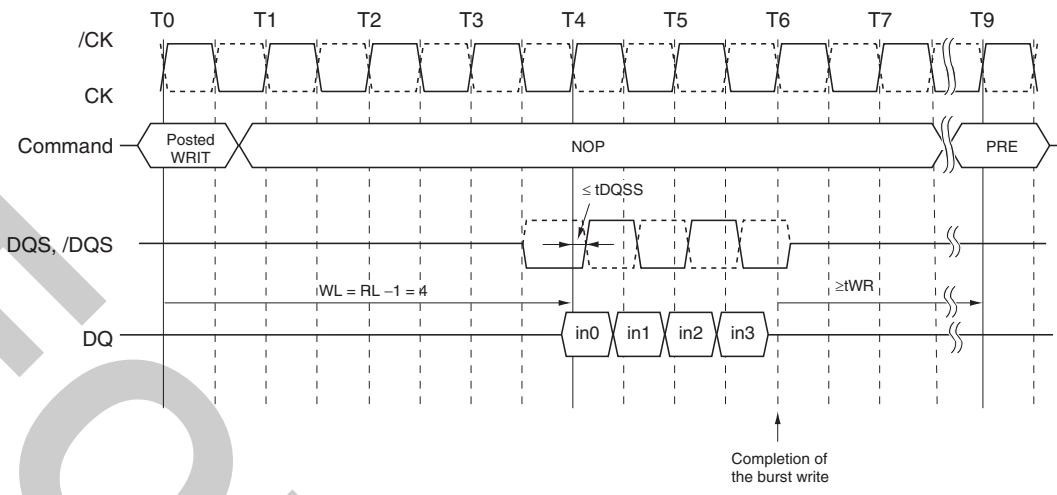 T0 T1 T2 T3 T4 T5 T6 T7 T9
/CK
CK
Command
Posted
WRIT
NOP
PRE
≤ tDQSS
DQS, /DQS
WL = RL −1 = 4
≥tWR
DQ
in0 in1 in2 in3
Completion of
the burst write